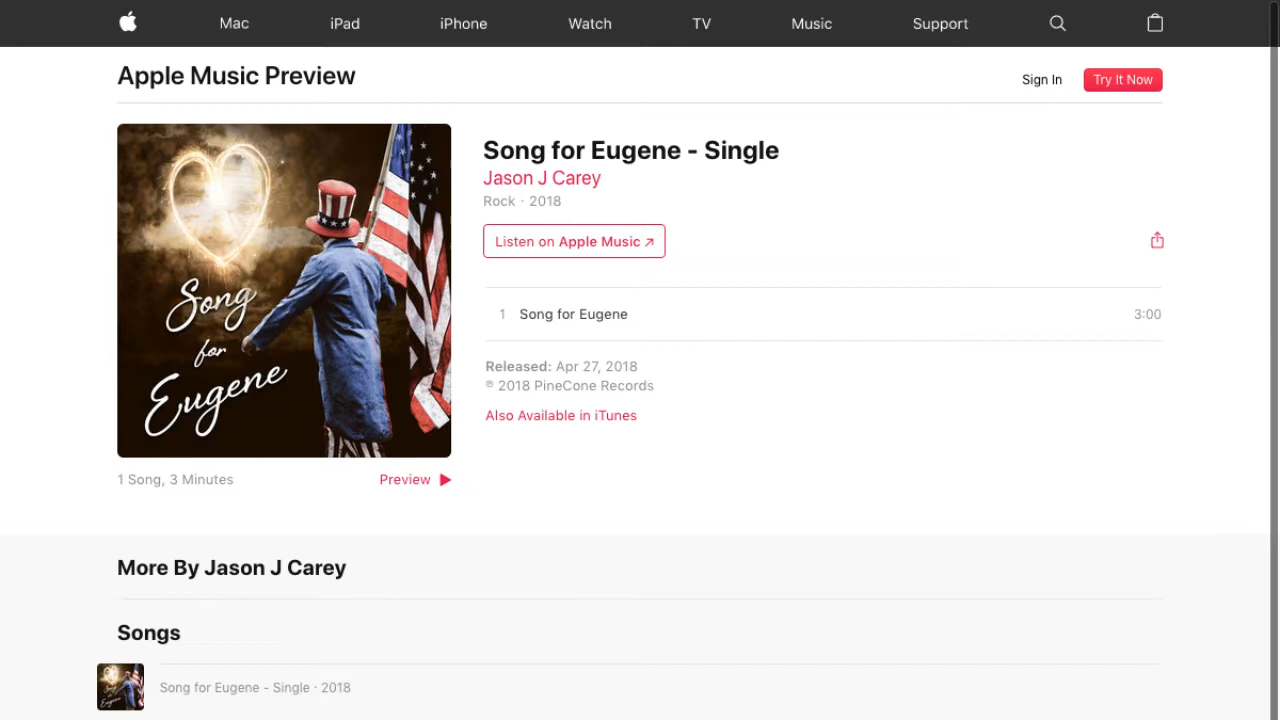 Mac iPad iPhone Watch TV Music Support
Apple Music Preview
Sign In
Try It Now
Song
for
Eugene
Song for Eugene - Single
Jason J Carey
Rock · 2018
Listen on Apple Music ↗
1 Song for Eugene 3:00
Released: Apr 27, 2018
℗ 2018 PineCone Records
Also Available in iTunes
1 Song, 3 Minutes
Preview
More By Jason J Carey
Songs
Song for Eugene
Song for Eugene - Single · 2018